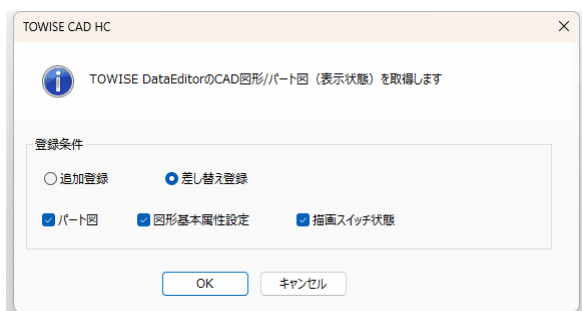 TOWISE CAD HC
TOWISE DataEditorのCAD図形/パート図（表示状態）を取得します
登録条件
追加登録 差し替え登録
パート図 図形基本属性設定 描画スイッチ状態
OK キャンセル